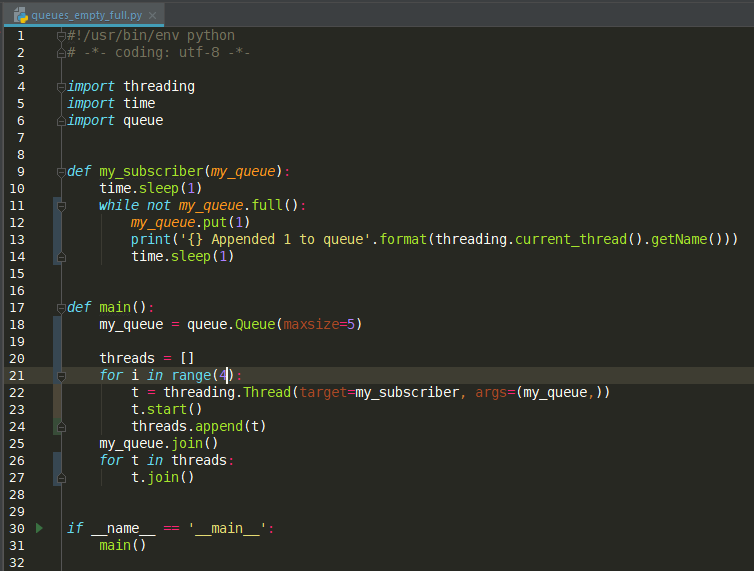 queues_empty_full.py
1 #!/usr/bin/env python
2 # -*- coding: utf-8 -*-
3
4 import threading
5 import time
6 import queue
7
8
9 def my_subscriber(my_queue):
10     time.sleep(1)
11     while not my_queue.full():
12         my_queue.put(1)
13         print('{} Appended 1 to queue'.format(threading.current_thread().getName()))
14         time.sleep(1)
15
16
17 def main():
18     my_queue = queue.Queue(maxsize=5)
19
20     threads = []
21     for i in range(4):
22         t = threading.Thread(target=my_subscriber, args=(my_queue,))
23         t.start()
24         threads.append(t)
25     my_queue.join()
26     for t in threads:
27         t.join()
28
29
30 if __name__ == '__main__':
31     main()
32